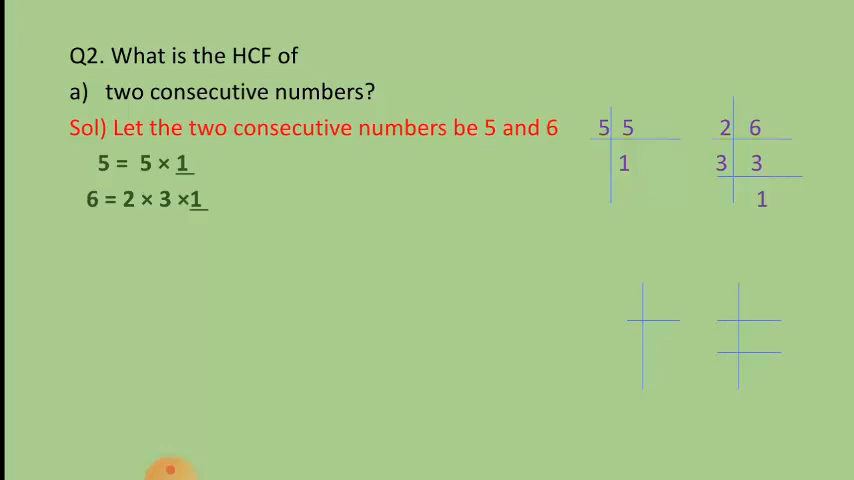 Q2. What is the HCF of
a) two consecutive numbers?
Sol) Let the two consecutive numbers be 5 and 6
5 = 5 × 1
6 = 2 × 3 ×1
5 5
1
2 6
3 3
1